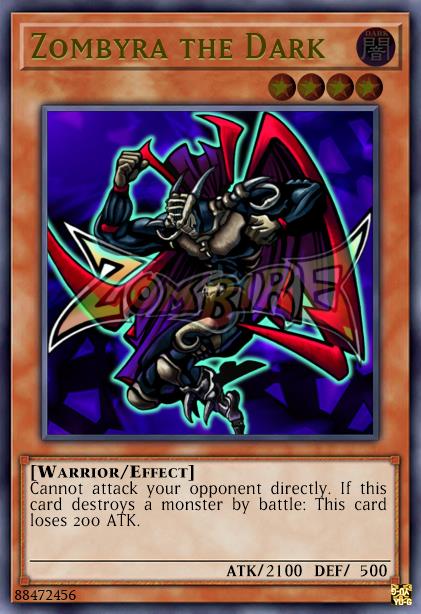 Zombyra the Dark
DARK
闇
ZOMBIRE
[Warrior/Effect]
Cannot attack your opponent directly. If this
card destroys a monster by battle: This card
loses 200 ATK.
ATK/2100 DEF/ 500
88472456